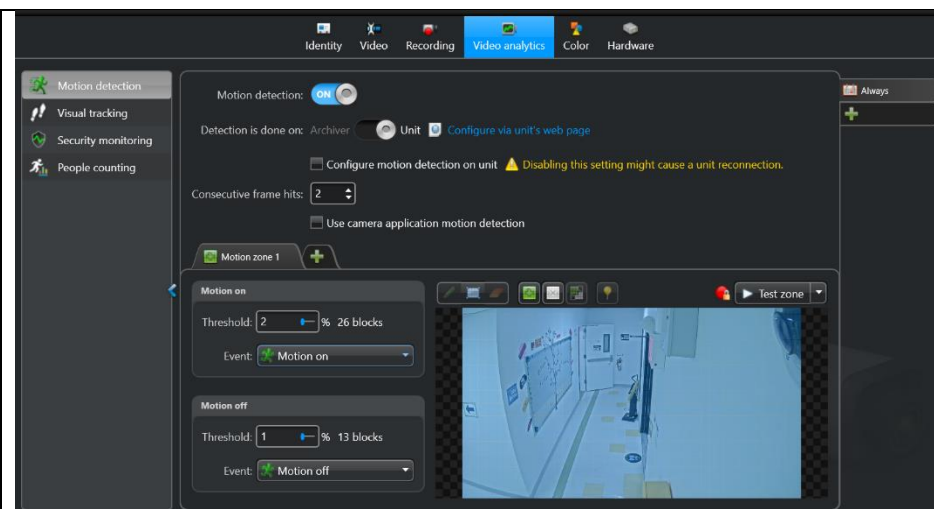 Identity Video Recording Video analytics Color Hardware
Motion detection
Visual tracking
Security monitoring
People counting
Motion detection: ON
Detection is done on: Archiver Unit Configure via unit's web page
Configure motion detection on unit Disabling this setting might cause a unit reconnection.
Consecutive frame hits: 2
Use camera application motion detection
Motion zone 1
Motion on
Threshold: 2 % 26 blocks
Event: Motion on
Motion off
Threshold: 1 % 13 blocks
Event: Motion off
Test zone
Always